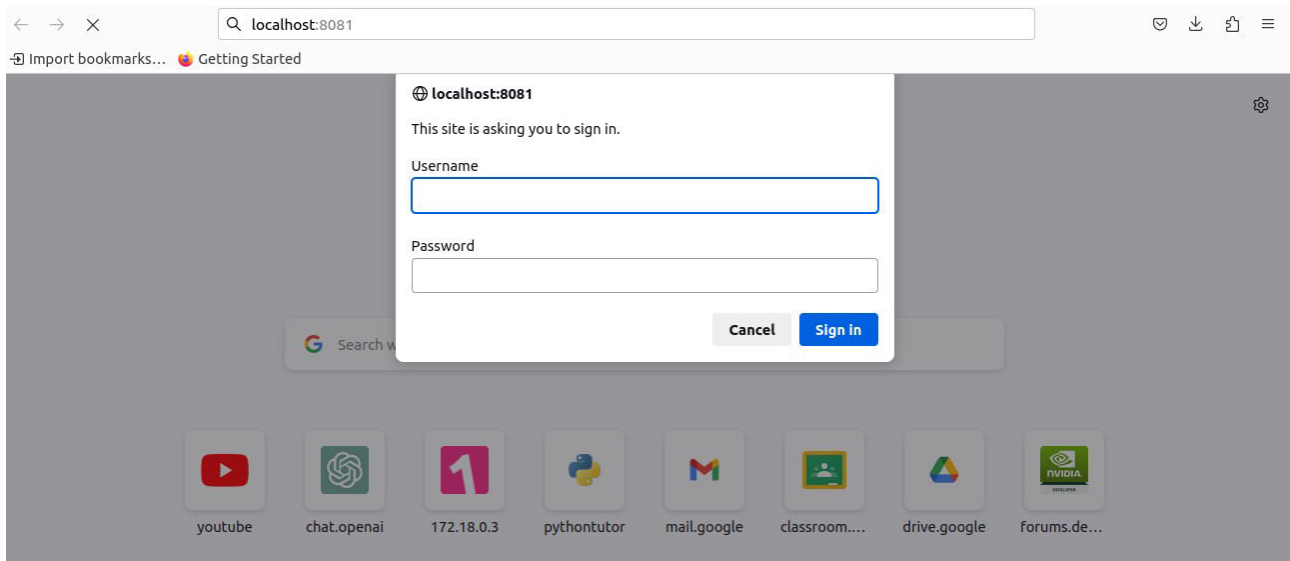 localhost:8081
Import bookmarks... Getting Started
localhost:8081
This site is asking you to sign in.
Username
Password
Cancel Sign in
Search w
youtube chat.openai 172.18.0.3 pythontutor mail.google classroom.... drive.google forums.de...